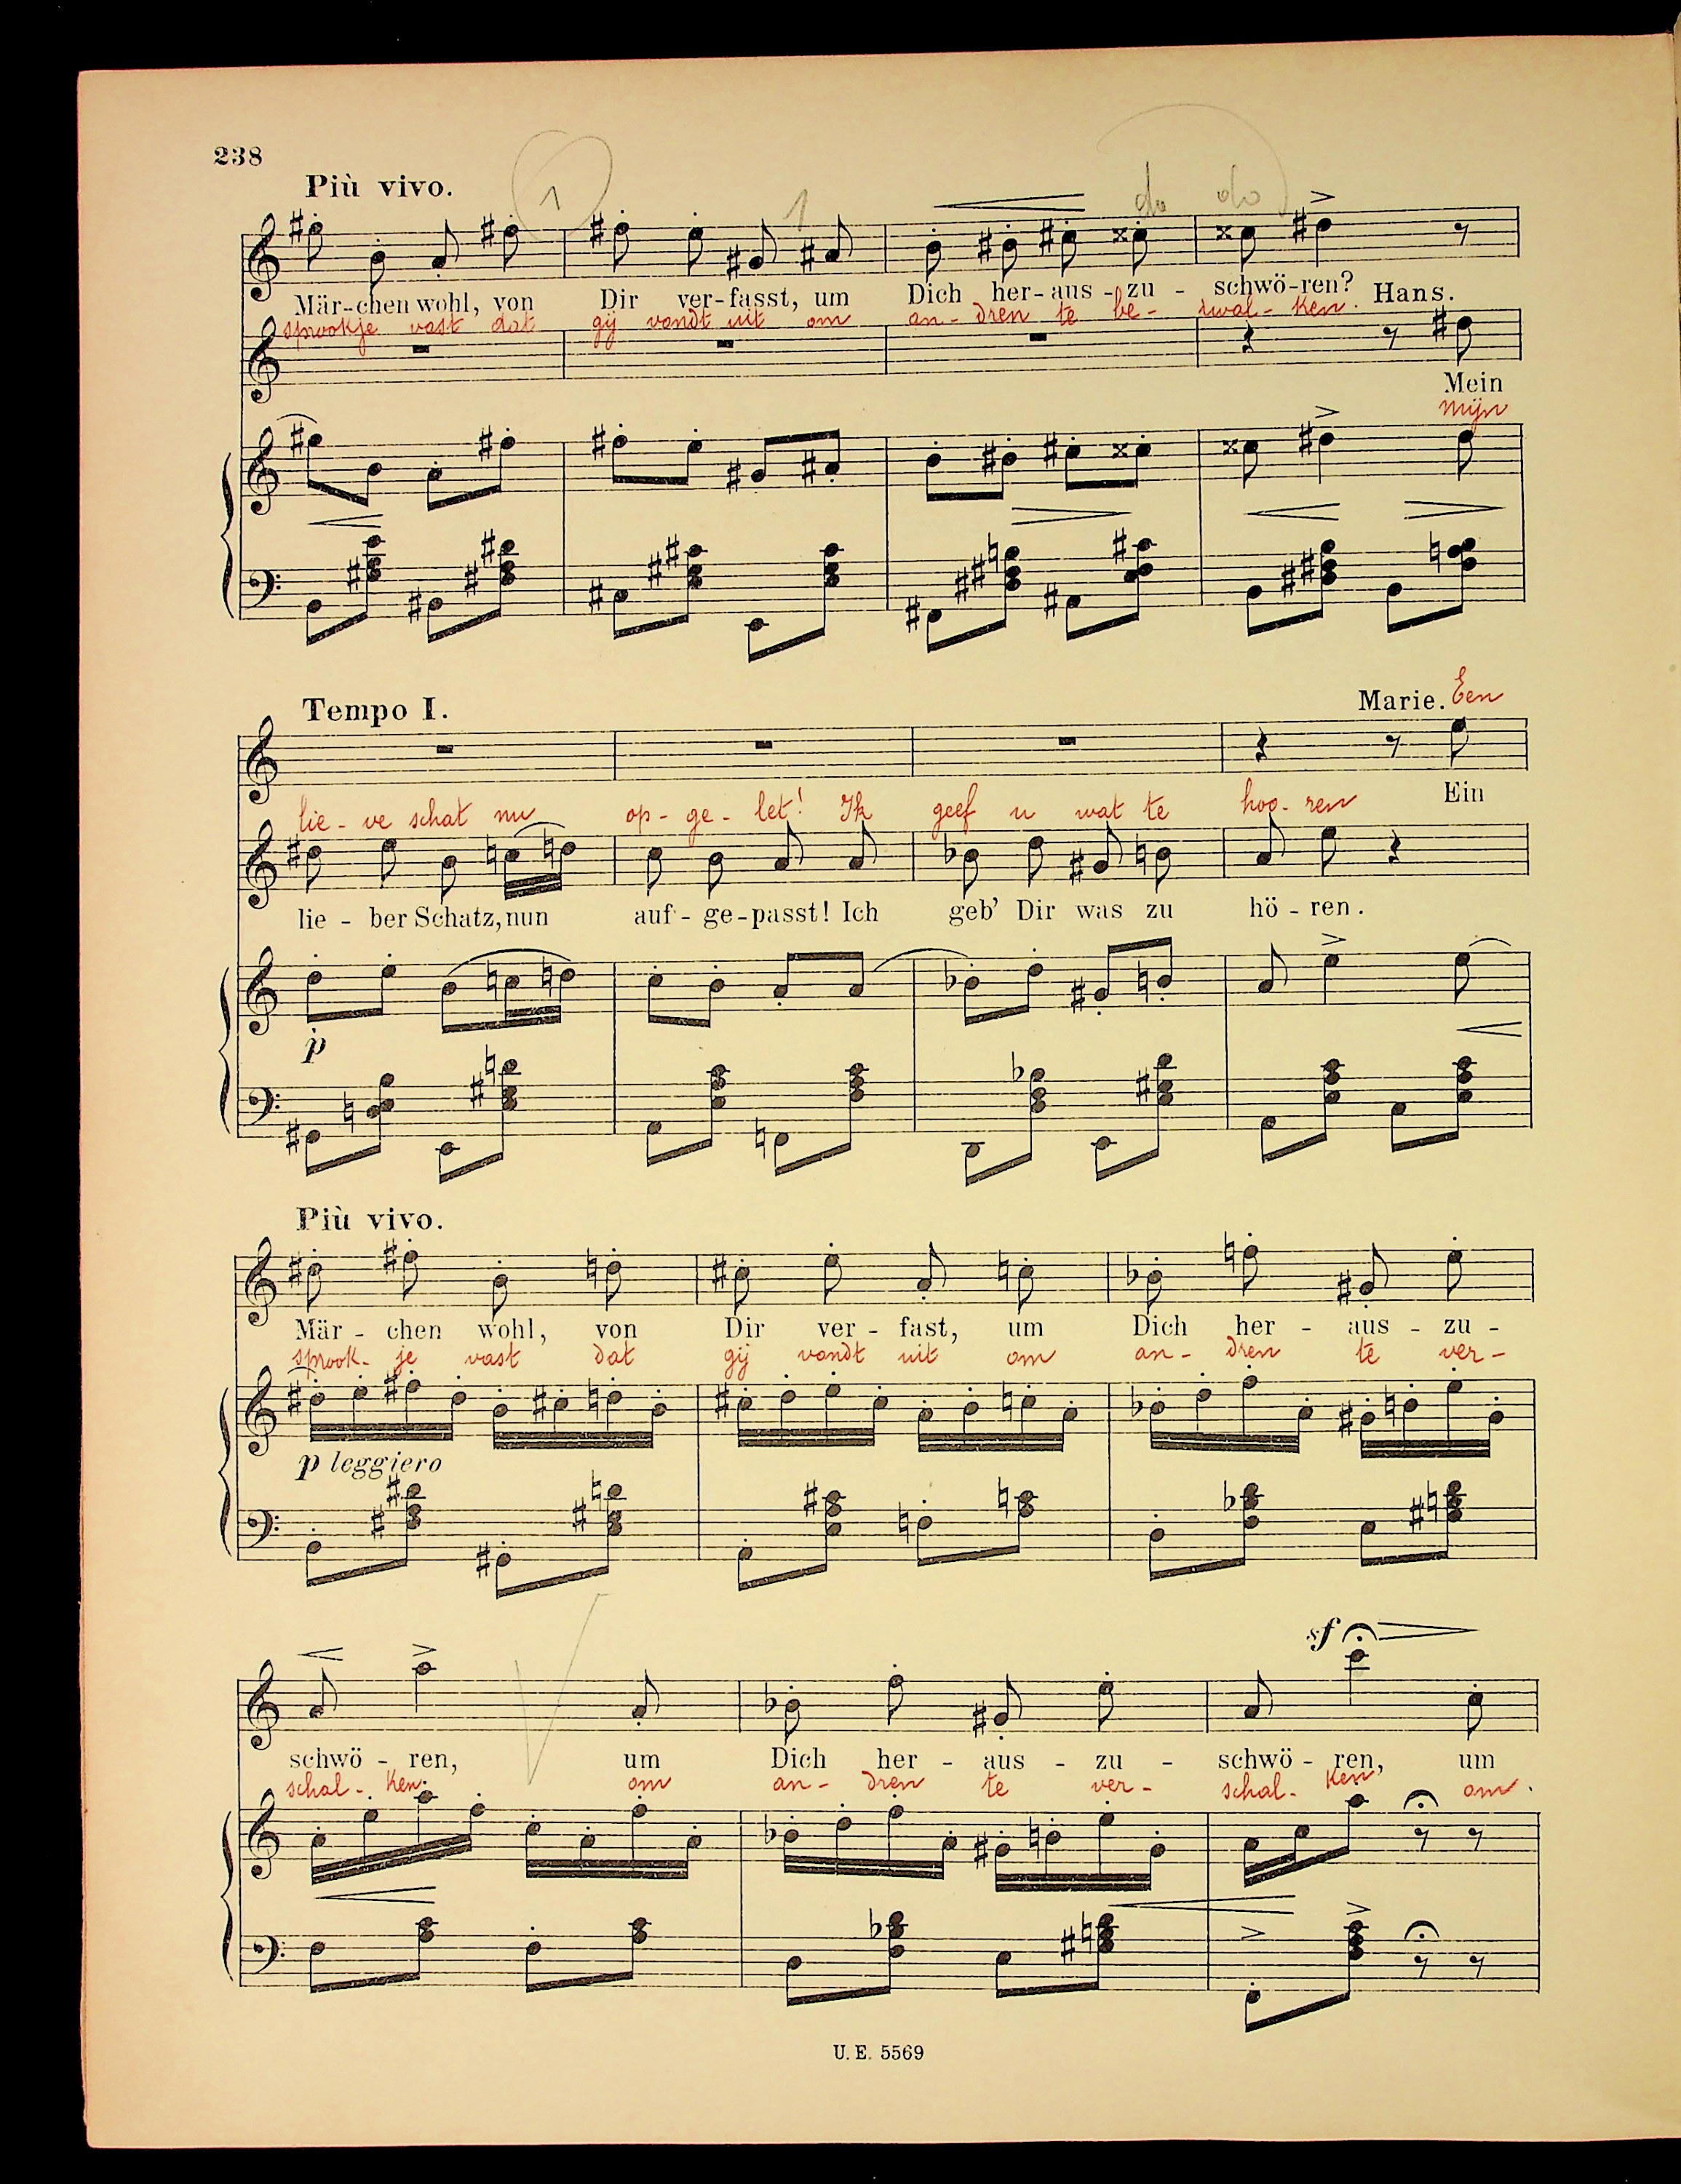 238
Più vivo.
1
1
do do
Mär-chen wohl, von Dir ver-fasst, um Dich her-aus-zu-schwö-ren? Hans.
sprookje vast dat gij vondt uit om an-dren te be-zwal-ken.
Mein
mijn
Tempo I.
Marie. Een
Ein
lie-ve schat nu op-ge-let! Ik geef u wat te hoo-ren
lie-ber Schatz, nun auf-ge-passt! Ich geb' Dir was zu hö-ren.
p
Più vivo.
Mär-chen wohl, von Dir ver-fast, um Dich her-aus-zu-
sprook-je vast dat gij vondt uit om an-dren te ver-
p leggiero
sf
schwö-ren, um Dich her-aus-zu-schwö-ren, um
schal-ken. om an-dren te ver-schal-ken, om.
U. E. 5569